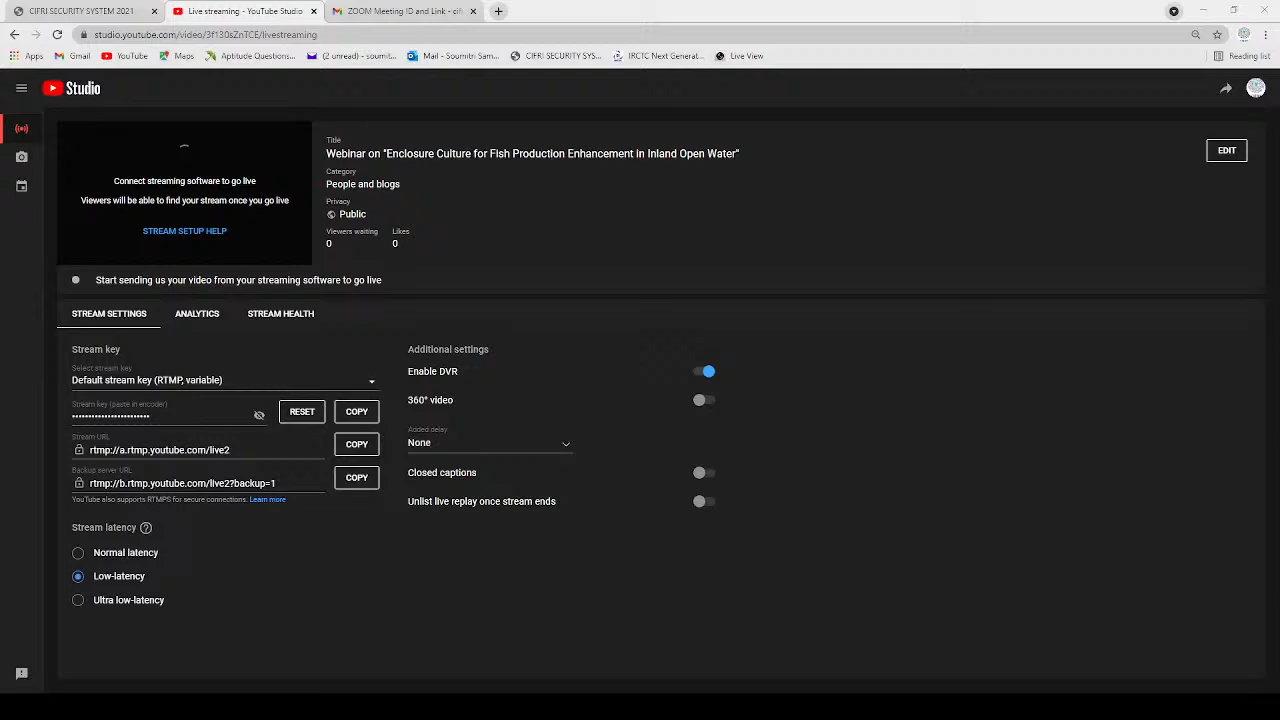 CIFRI SECURITY SYSTEM 2021
Live streaming - YouTube Studio
ZOOM Meeting ID and Link - cifr
studio.youtube.com/video/3f130sZnTCE/livestreaming
Apps
Gmail
YouTube
Maps
Aptitude Questions...
(2 unread) - soumit...
Mail - Soumitn Sam...
CIFRI SECURITY SYS...
IRCTC Next Generat...
Live View
Reading list
Studio
Connect streaming software to go live
Viewers will be able to find your stream once you go live
STREAM SETUP HELP
Title
Webinar on "Enclosure Culture for Fish Production Enhancement in Inland Open Water"
EDIT
Category
People and blogs
Privacy
Public
Viewers waiting
Likes
0
0
Start sending us your video from your streaming software to go live
STREAM SETTINGS
ANALYTICS
STREAM HEALTH
Stream key
Select stream key
Default stream key (RTMP, variable)
Stream key (paste in encoder)
RESET
COPY
Stream URL
rtmp://a.rtmp.youtube.com/live2
COPY
Backup server URL
rtmp://b.rtmp.youtube.com/live2?backup=1
COPY
YouTube also supports RTMPS for secure connections. Learn more
Stream latency
Normal latency
Low-latency
Ultra low-latency
Additional settings
Enable DVR
360° video
Added delay
None
Closed captions
Unlist live replay once stream ends